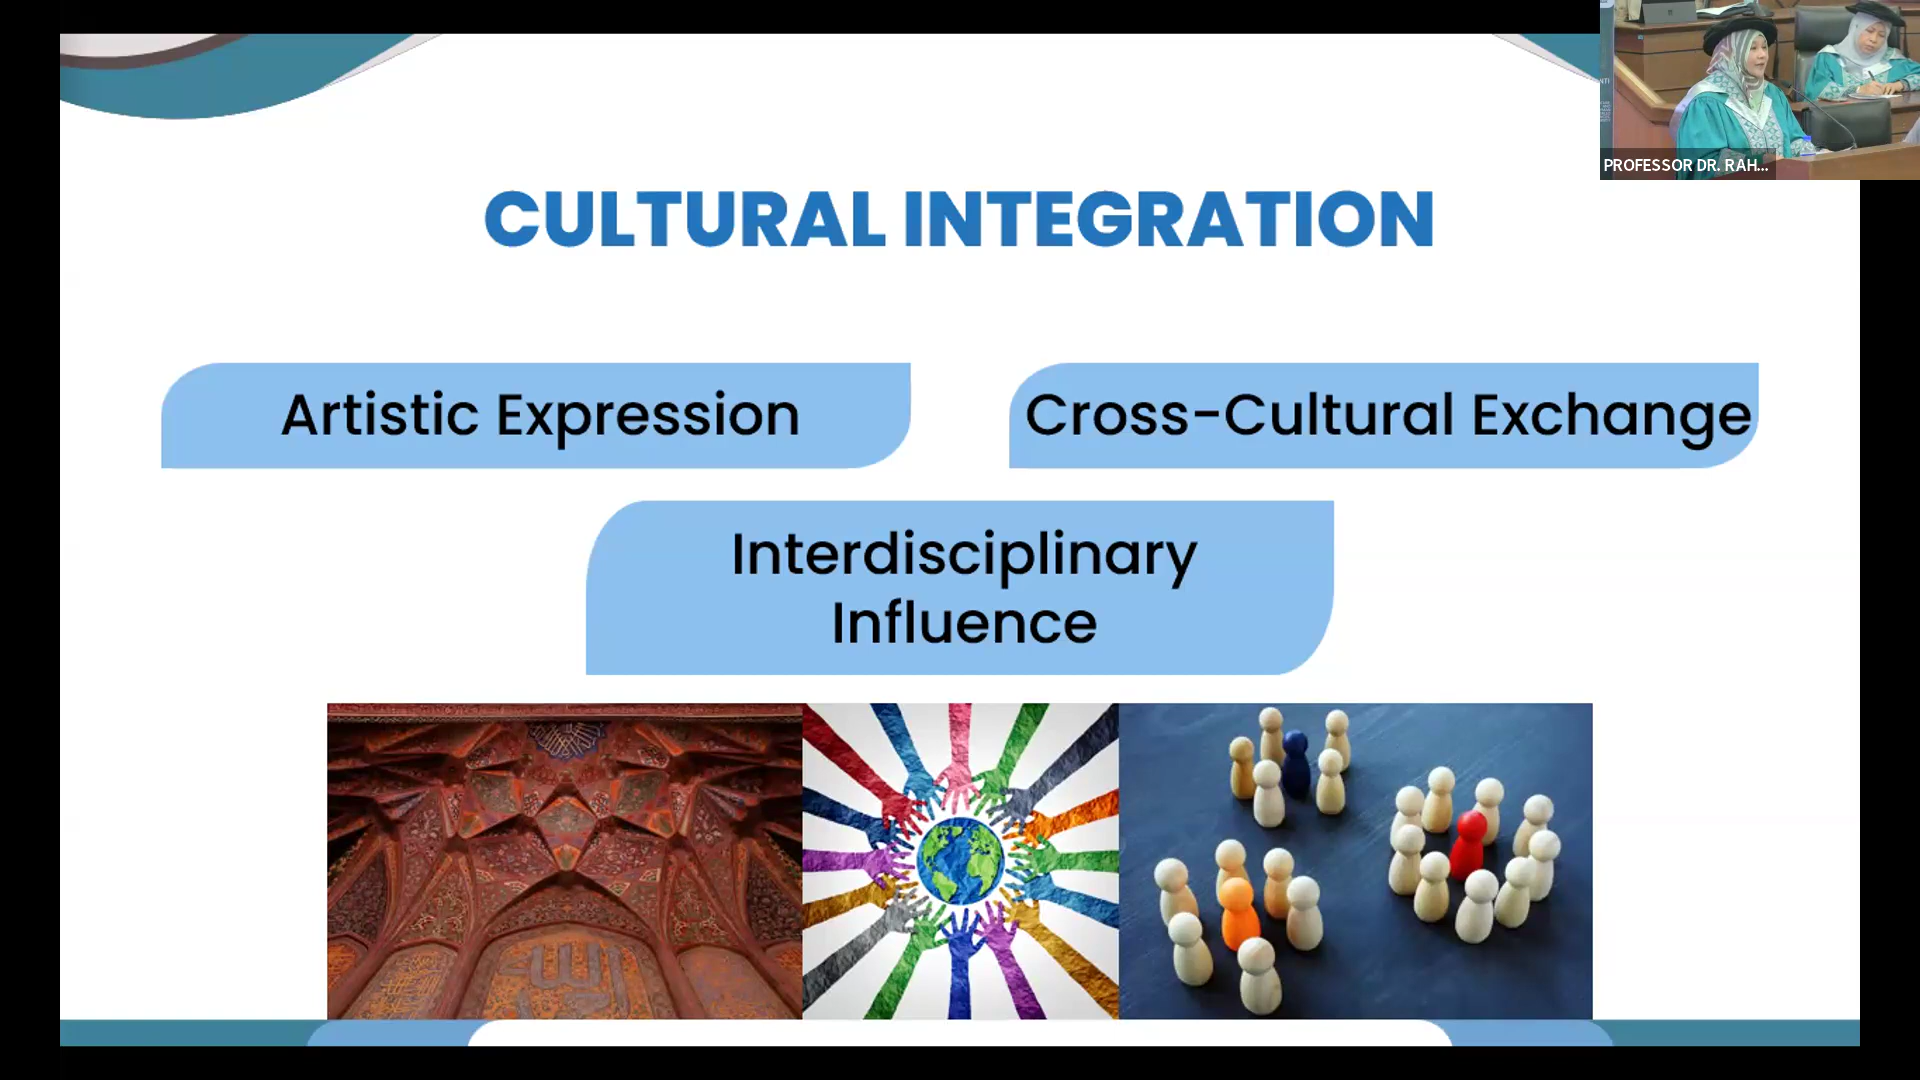 PROFESSOR DR. RAH...
CULTURAL INTEGRATION
Artistic Expression
Cross-Cultural Exchange
Interdisciplinary
Influence